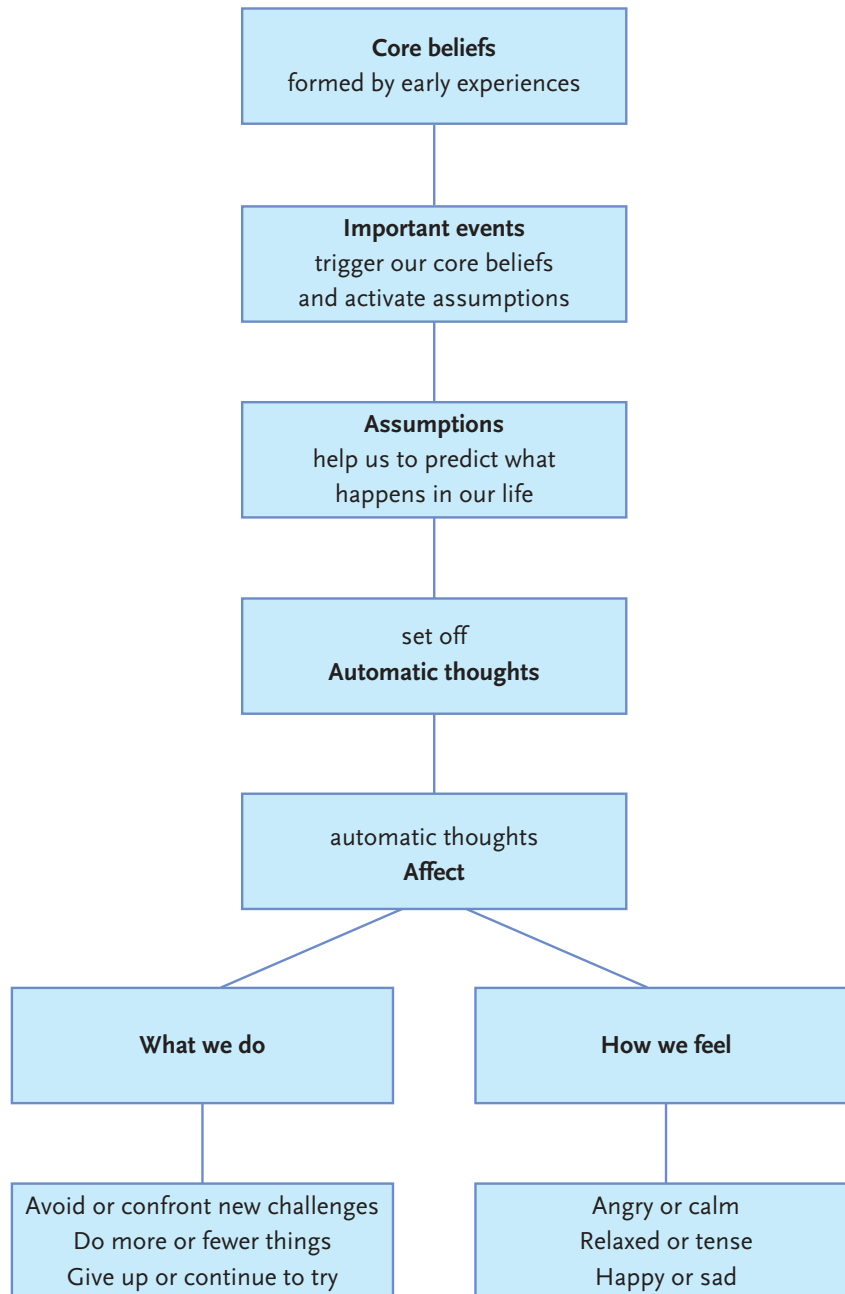 Core beliefs
formed by early experiences
Important events
trigger our core beliefs
and activate assumptions
Assumptions
help us to predict what
happens in our life
set off
Automatic thoughts
automatic thoughts
Affect
What we do
How we feel
Avoid or confront new challenges
Do more or fewer things
Give up or continue to try
Angry or calm
Relaxed or tense
Happy or sad